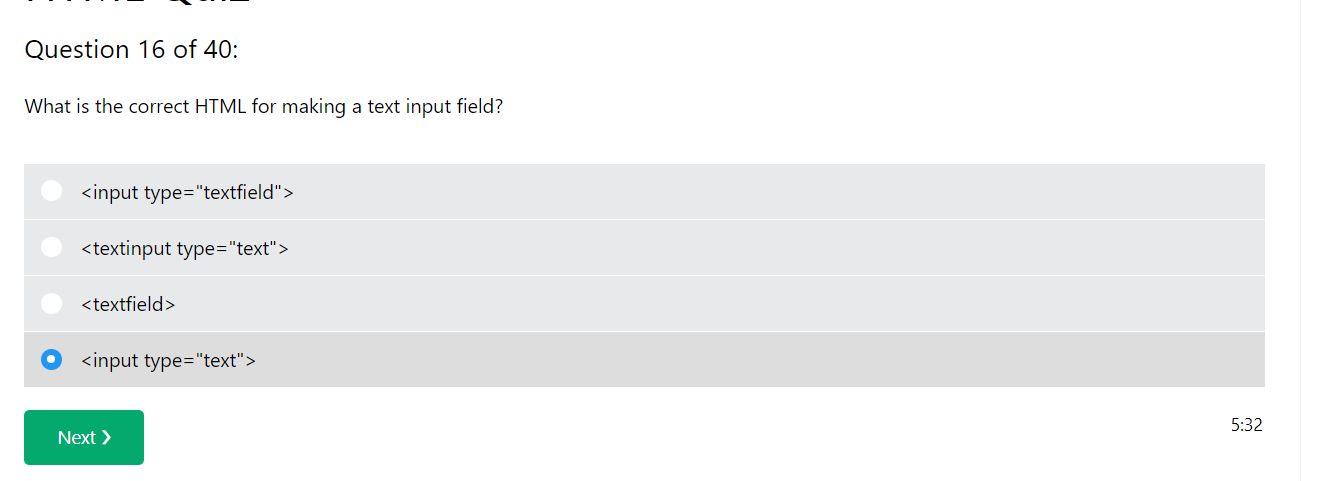 Question 16 of 40:
What is the correct HTML for making a text input field?
<input type="textfield">
<textinput type="text">
<textfield>
<input type="text">
Next ❯
5:32